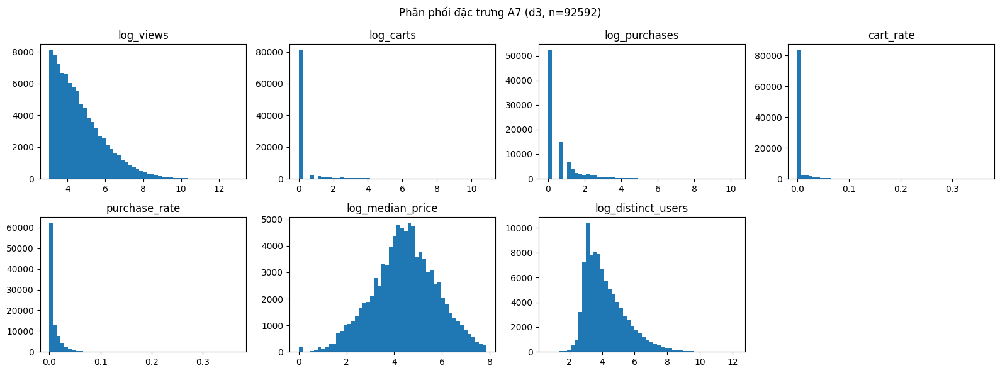 Phân phối đặc trưng A7 (d3, n=92592)
log_views
8000
6000
4000
2000
0
4 6 8 10 12
log_carts
80000
60000
40000
20000
0
0 2 4 6 8 10
log_purchases
50000
40000
30000
20000
10000
0
0 2 4 6 8 10
cart_rate
80000
60000
40000
20000
0
0.0 0.1 0.2 0.3
purchase_rate
60000
50000
40000
30000
20000
10000
0
0.0 0.1 0.2 0.3
log_median_price
5000
4000
3000
2000
1000
0
0 2 4 6 8
log_distinct_users
10000
8000
6000
4000
2000
0
2 4 6 8 10 12